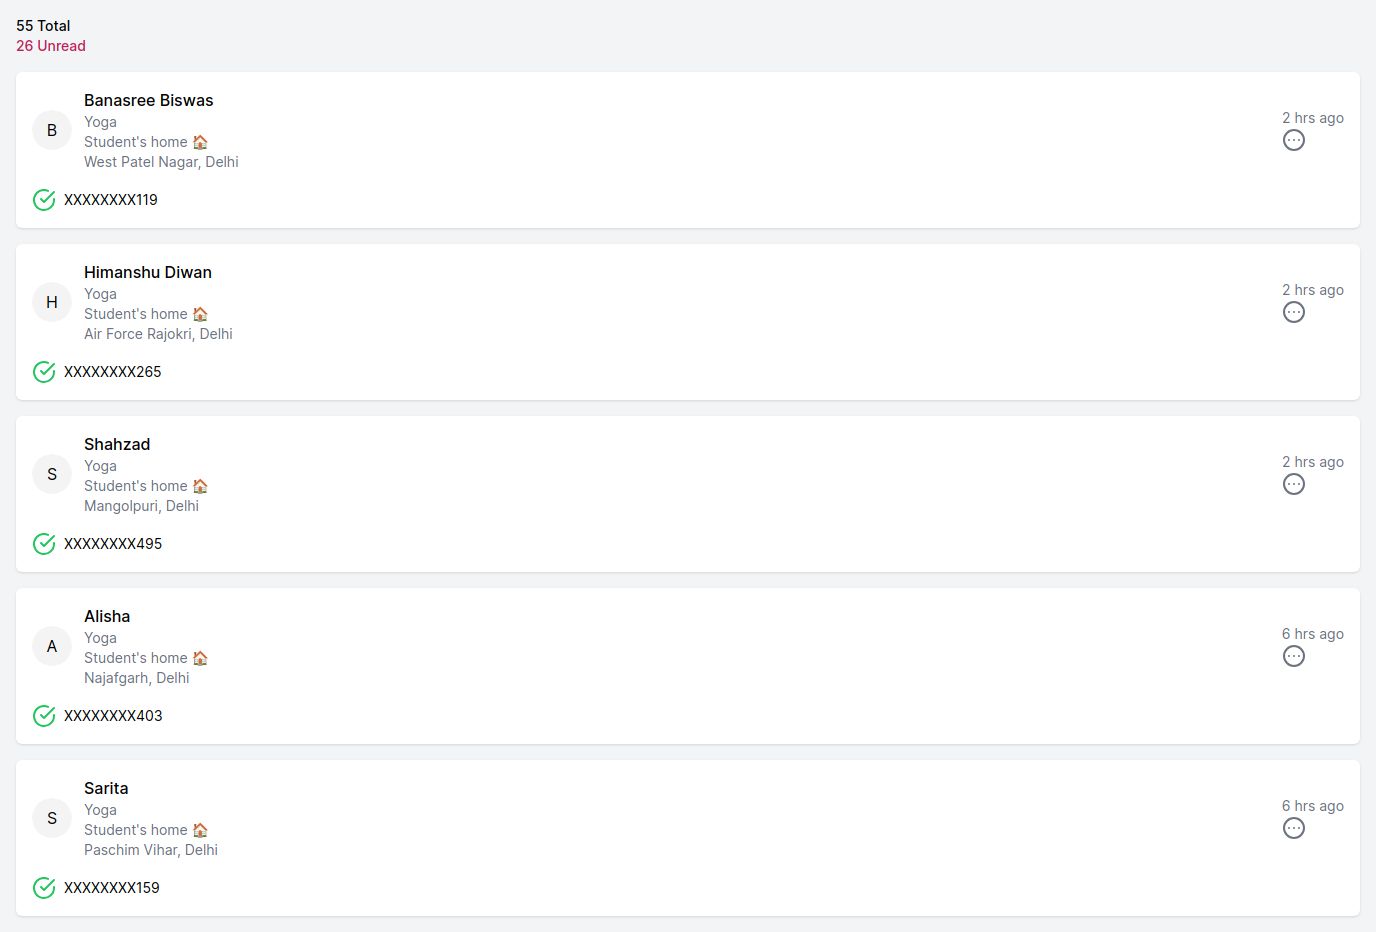 55 Total
26 Unread
Banasree Biswas
B
Yoga
Student's home 🏠
West Patel Nagar, Delhi
2 hrs ago
XXXXXXXX119
Himanshu Diwan
H
Yoga
Student's home 🏠
Air Force Rajokri, Delhi
2 hrs ago
XXXXXXXX265
Shahzad
S
Yoga
Student's home 🏠
Mangolpuri, Delhi
2 hrs ago
XXXXXXXX495
Alisha
A
Yoga
Student's home 🏠
Najafgarh, Delhi
6 hrs ago
XXXXXXXX403
Sarita
S
Yoga
Student's home 🏠
Paschim Vihar, Delhi
6 hrs ago
XXXXXXXX159